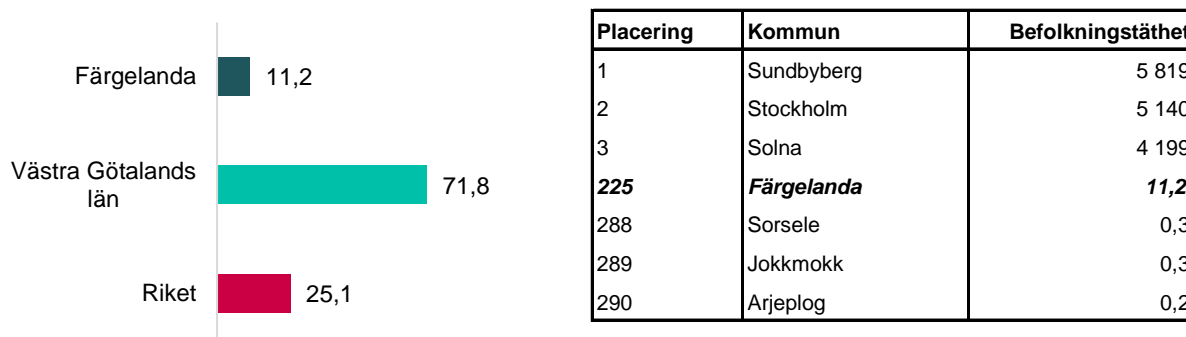 Färgelanda
11,2
Västra Götalands
län
71,8
Riket
25,1
Placering Kommun Befolkningstäthet
1 Sundbyberg 5 819
2 Stockholm 5 140
3 Solna 4 199
225 Färgelanda 11,2
288 Sorsele 0,3
289 Jokkmokk 0,3
290 Arjeplog 0,2